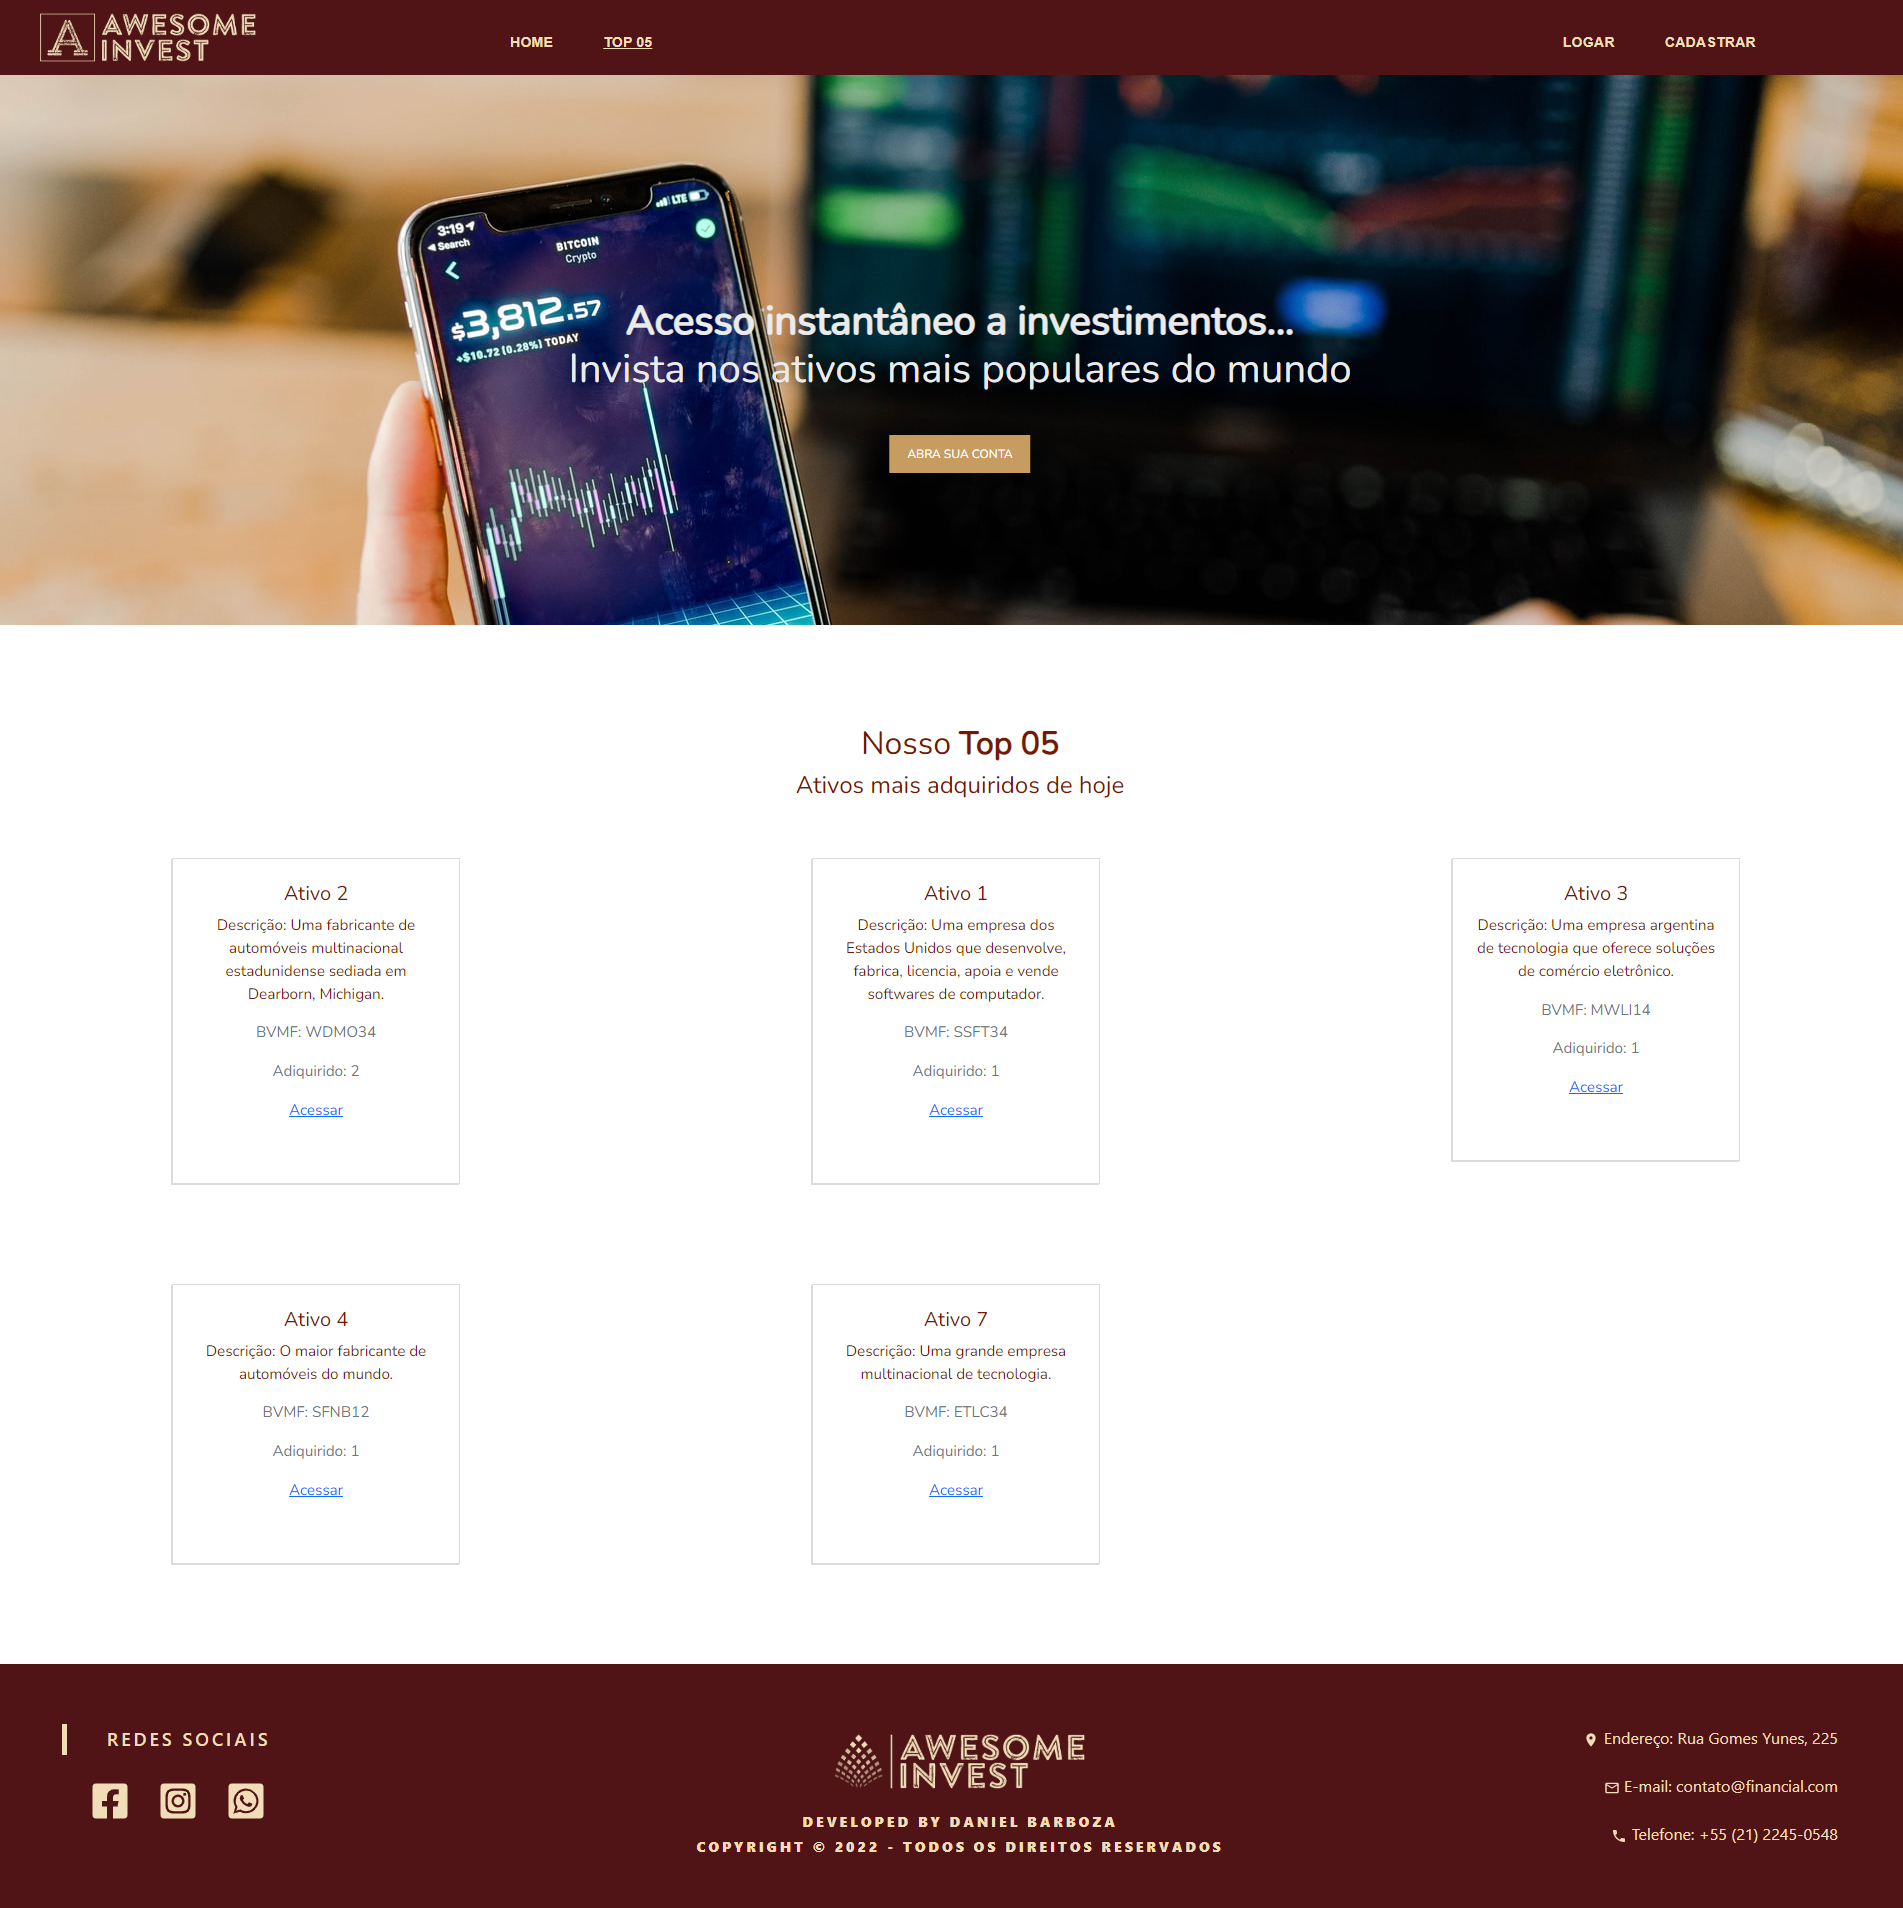 A AWESOME
INVEST
HOME
TOP 05
LOGAR
CADASTRAR
3:19
LTE
Search
BITCOIN
Crypto
$3,812.57
+$10.72 (0.28%) TODAY
Acesso instantâneo a investimentos...
Invista nos ativos mais populares do mundo
ABRA SUA CONTA
Nosso Top 05
Ativos mais adquiridos de hoje
Ativo 2
Descrição: Uma fabricante de
automóveis multinacional
estadunidense sediada em
Dearborn, Michigan.
BVMF: WDMO34
Adiquirido: 2
Acessar
Ativo 1
Descrição: Uma empresa dos
Estados Unidos que desenvolve,
fabrica, licencia, apoia e vende
softwares de computador.
BVMF: SSFT34
Adiquirido: 1
Acessar
Ativo 3
Descrição: Uma empresa argentina
de tecnologia que oferece soluções
de comércio eletrônico.
BVMF: MWLI14
Adiquirido: 1
Acessar
Ativo 4
Descrição: O maior fabricante de
automóveis do mundo.
BVMF: SFNB12
Adiquirido: 1
Acessar
Ativo 7
Descrição: Uma grande empresa
multinacional de tecnologia.
BVMF: ETLC34
Adiquirido: 1
Acessar
REDES SOCIAIS
AWESOME
INVEST
DEVELOPED BY DANIEL BARBOZA
COPYRIGHT © 2022 - TODOS OS DIREITOS RESERVADOS
Endereço: Rua Gomes Yunes, 225
E-mail: contato@financial.com
Telefone: +55 (21) 2245-0548